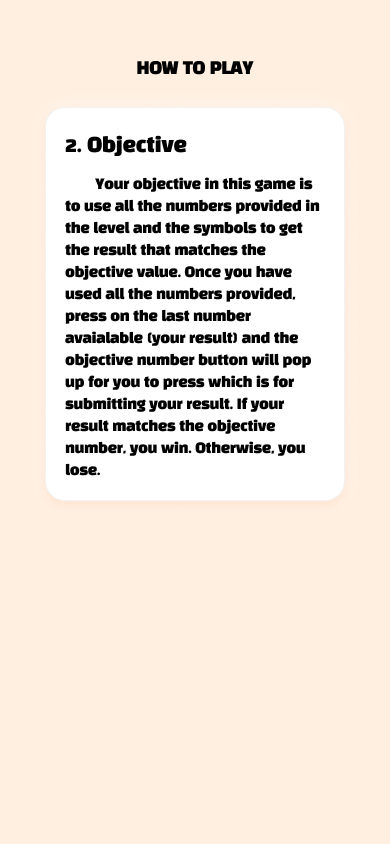 HOW TO PLAY
2. Objective
Your objective in this game is
to use all the numbers provided in
the level and the symbols to get
the result that matches the
objective value. Once you have
used all the numbers provided,
press on the last number
avaialable (your result) and the
objective number button will pop
up for you to press which is for
submitting your result. If your
result matches the objective
number, you win. Otherwise, you
lose.